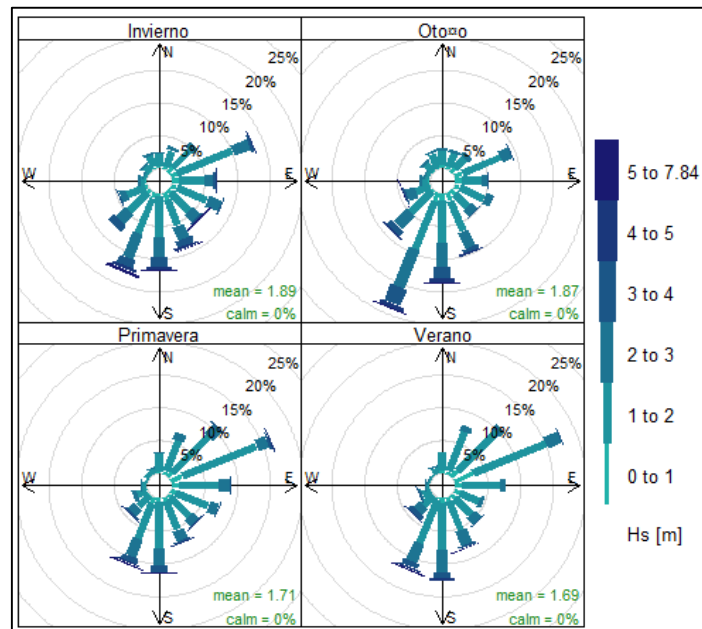 Invierno
N
25%
20%
15%
10%
5%
W
E
S
mean = 1.89
calm = 0%
Oto¤o
N
25%
20%
15%
10%
5%
W
E
S
mean = 1.87
calm = 0%
Primavera
N
25%
20%
15%
10%
5%
W
E
S
mean = 1.71
calm = 0%
Verano
N
25%
20%
15%
10%
5%
W
E
S
mean = 1.69
calm = 0%
5 to 7.84
4 to 5
3 to 4
2 to 3
1 to 2
0 to 1
Hs [m]